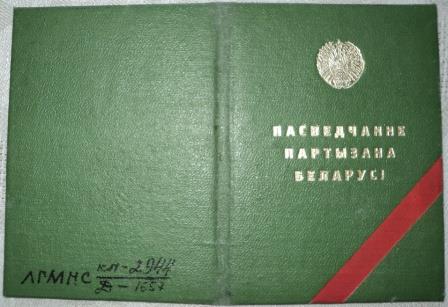 ПАСВЕДЧАННЕ
ПАРТЫЗАНА
БЕЛАРУСІ
ЛГМНС КП-2944
Д-1657